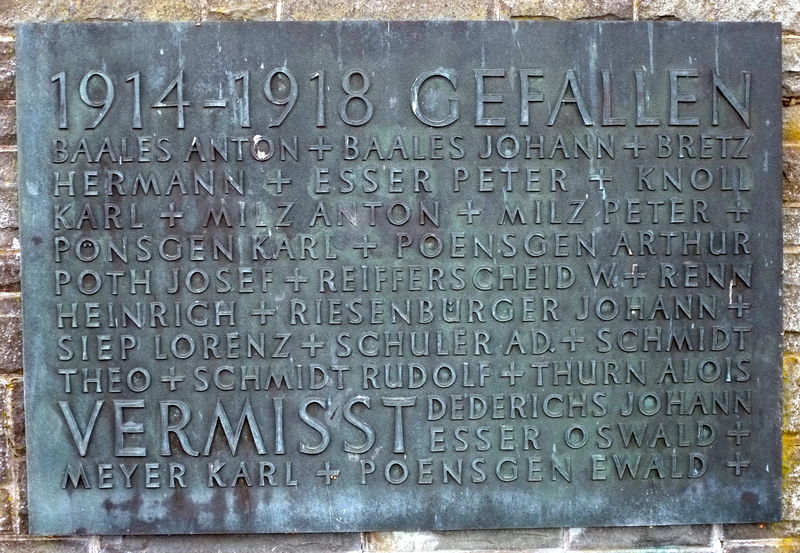 1914-1918 GEFALLEN
BAALES ANTON + BAALES JOHANN + BRETZ
HERMANN + ESSER PETER + KNOLL
KARL + MILZ ANTON + MILZ PETER +
PÖNSGEN KARL + POENSGEN ARTHUR
POTH JOSEF + REIFFERSCHEID W. + RENN
HEINRICH + RIESENBÜRGER JOHANN +
SIEP LORENZ + SCHULER AD. + SCHMIDT
THEO + SCHMIDT RUDOLF + THURN ALOIS
VERMISST DEDERICHS JOHANN
ESSER OSWALD +
MEYER KARL + POENSGEN EWALD +